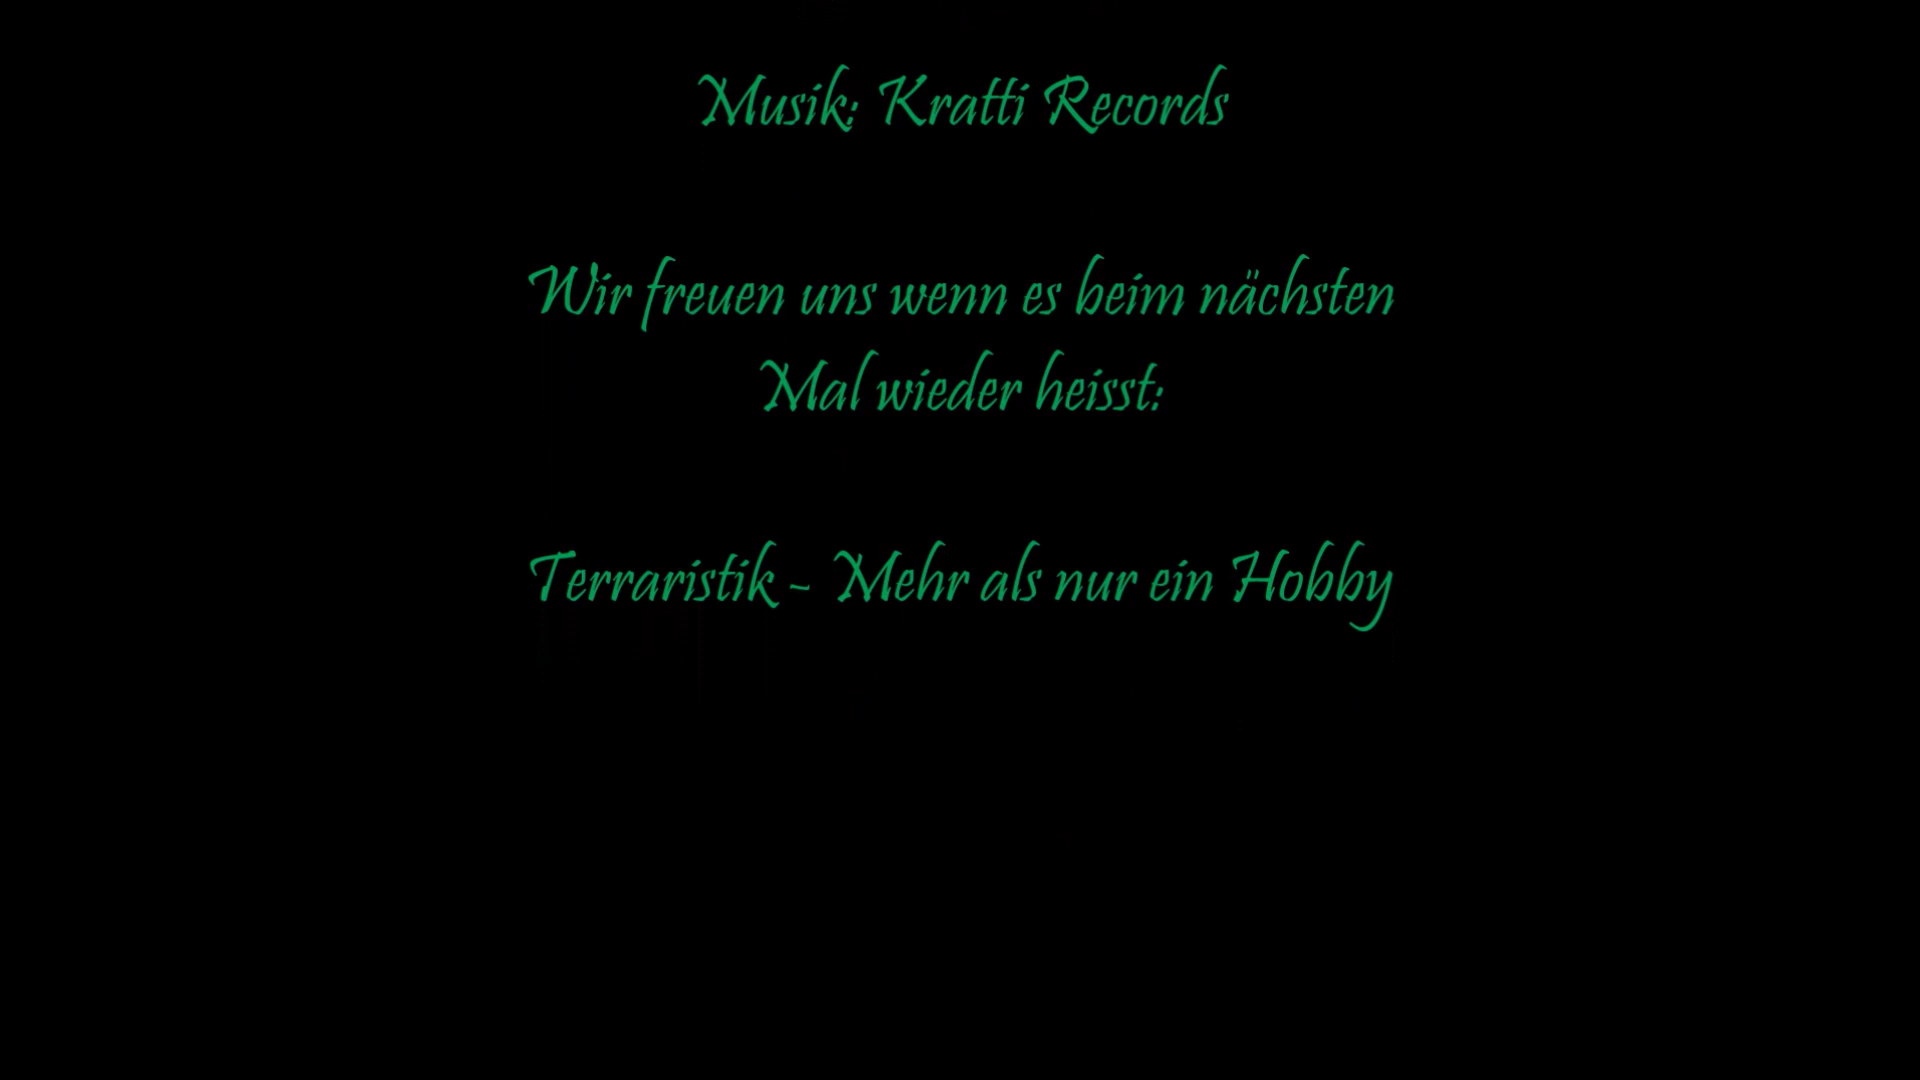 Musik: Kratti Records
Wir freuen uns wenn es beim nächsten
Mal wieder heisst:
Terraristik - Mehr als nur ein Hobby